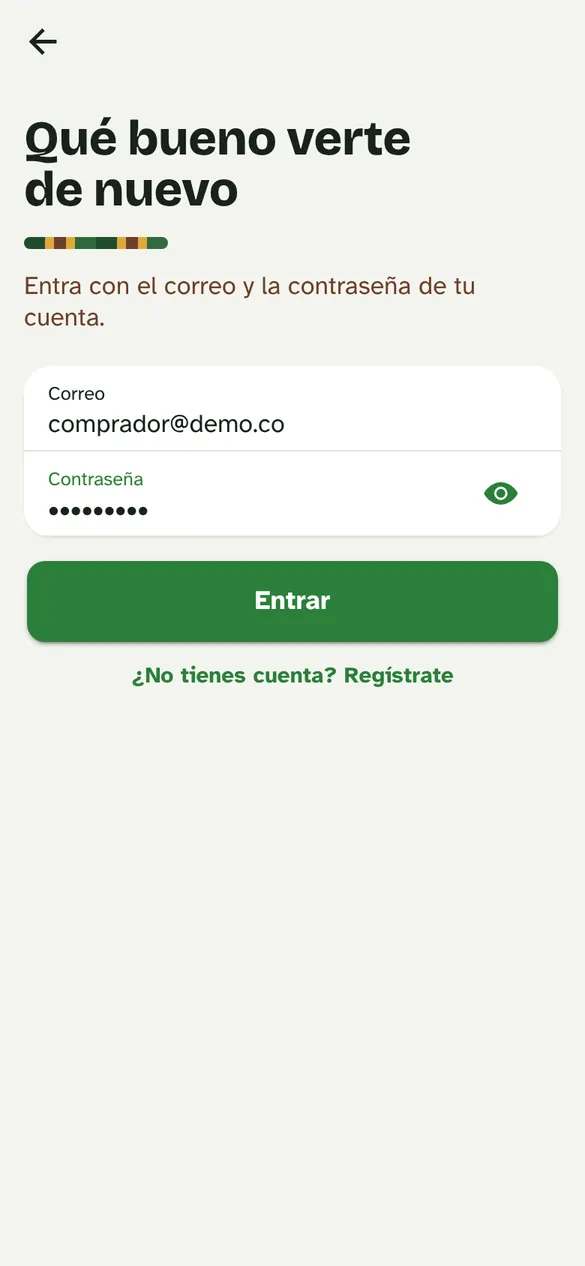 Qué bueno verte
de nuevo
Entra con el correo y la contraseña de tu
cuenta.
Correo
comprador@demo.co
Contraseña
•••••••••
Entrar
¿No tienes cuenta? Regístrate